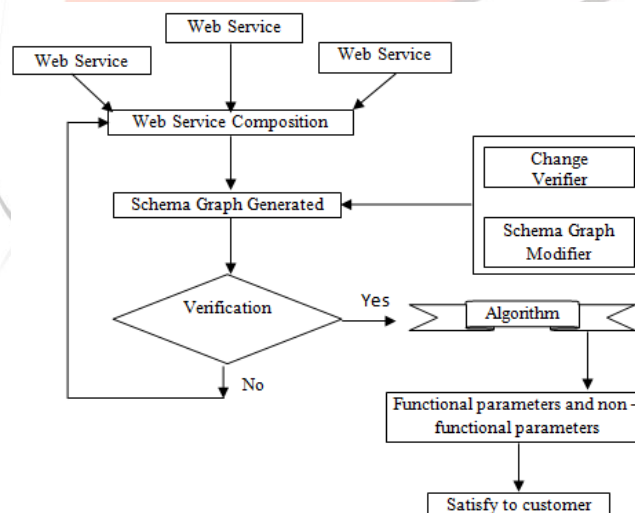 Web Service
Web Service
Web Service
Web Service Composition
Change
Verifier
Schema Graph Generated
Schema Graph
Modifier
Verification
Yes
Algorithm
No
Functional parameters and non -
functional parameters
Satisfy to customer